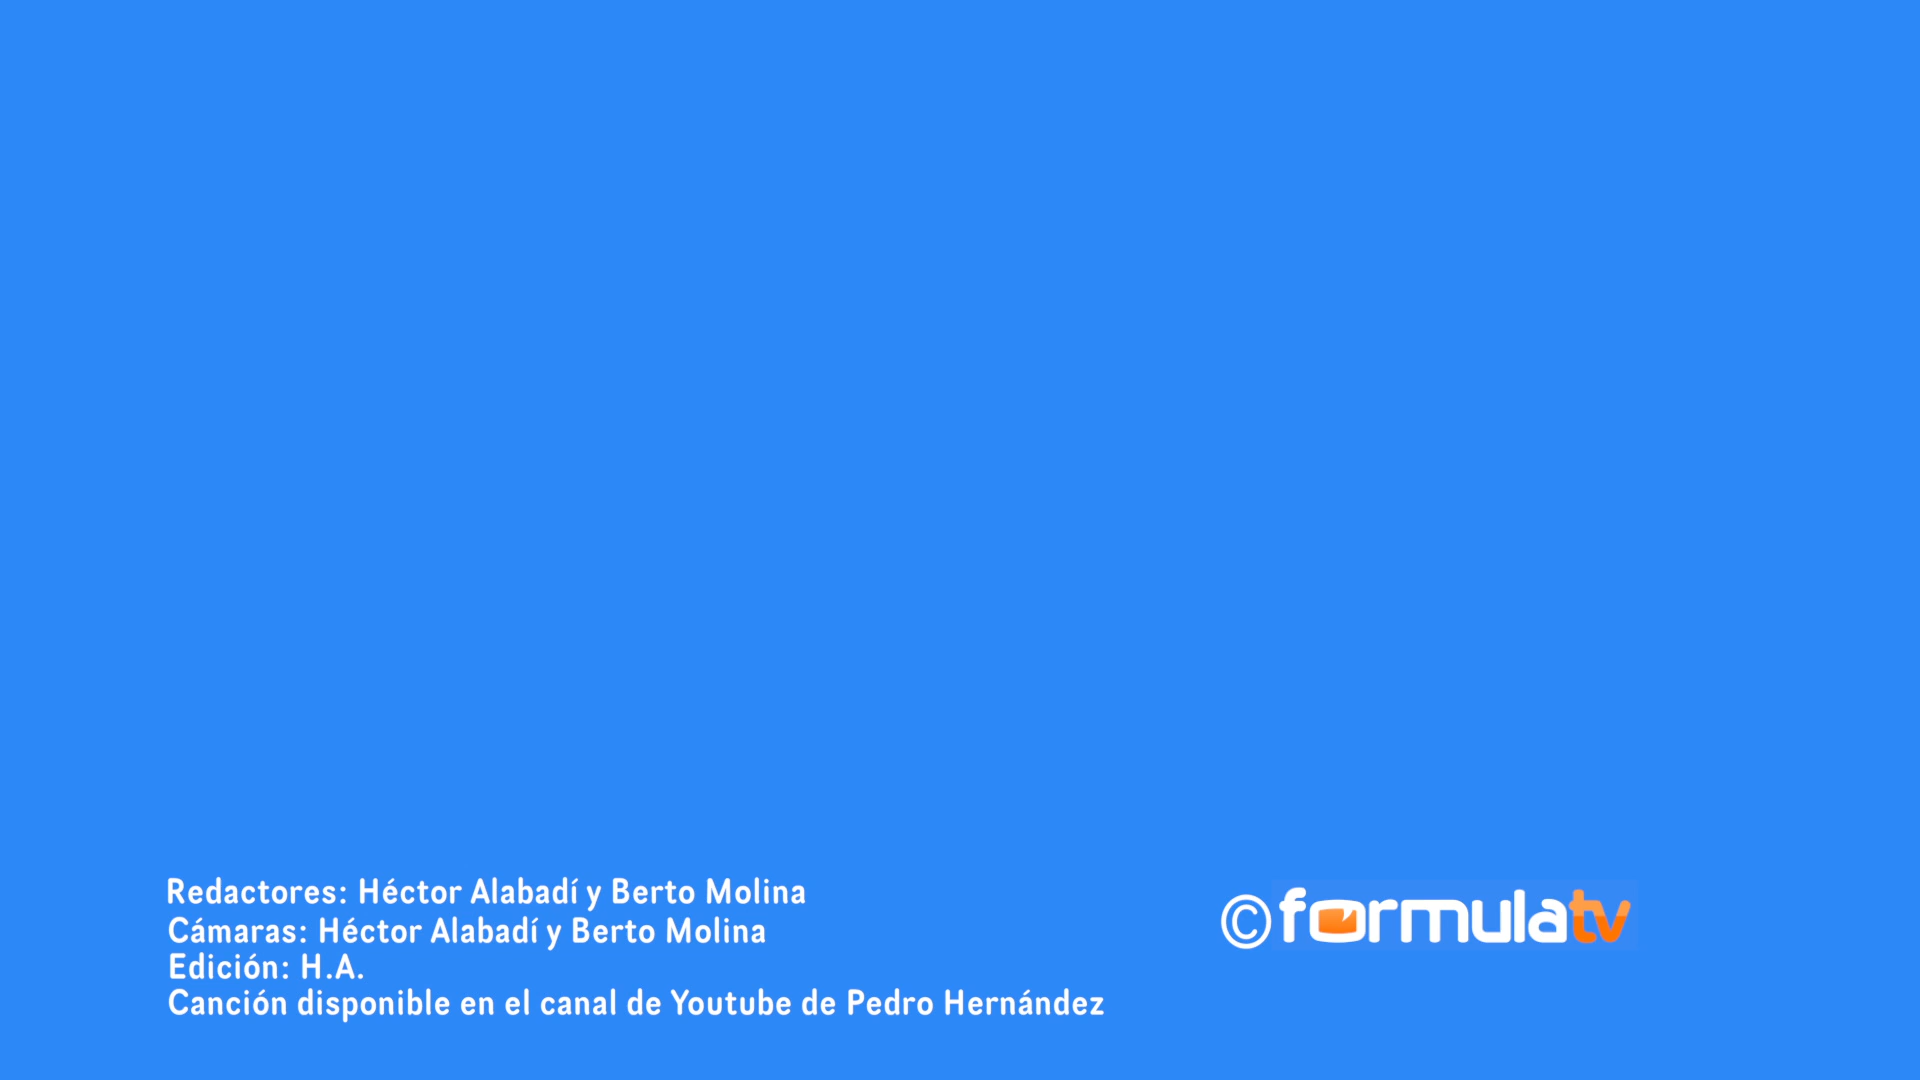 Redactores: Héctor Alabadí y Berto Molina
Cámaras: Héctor Alabadí y Berto Molina
Edición: H.A.
Canción disponible en el canal de Youtube de Pedro Hernández
© formulatv